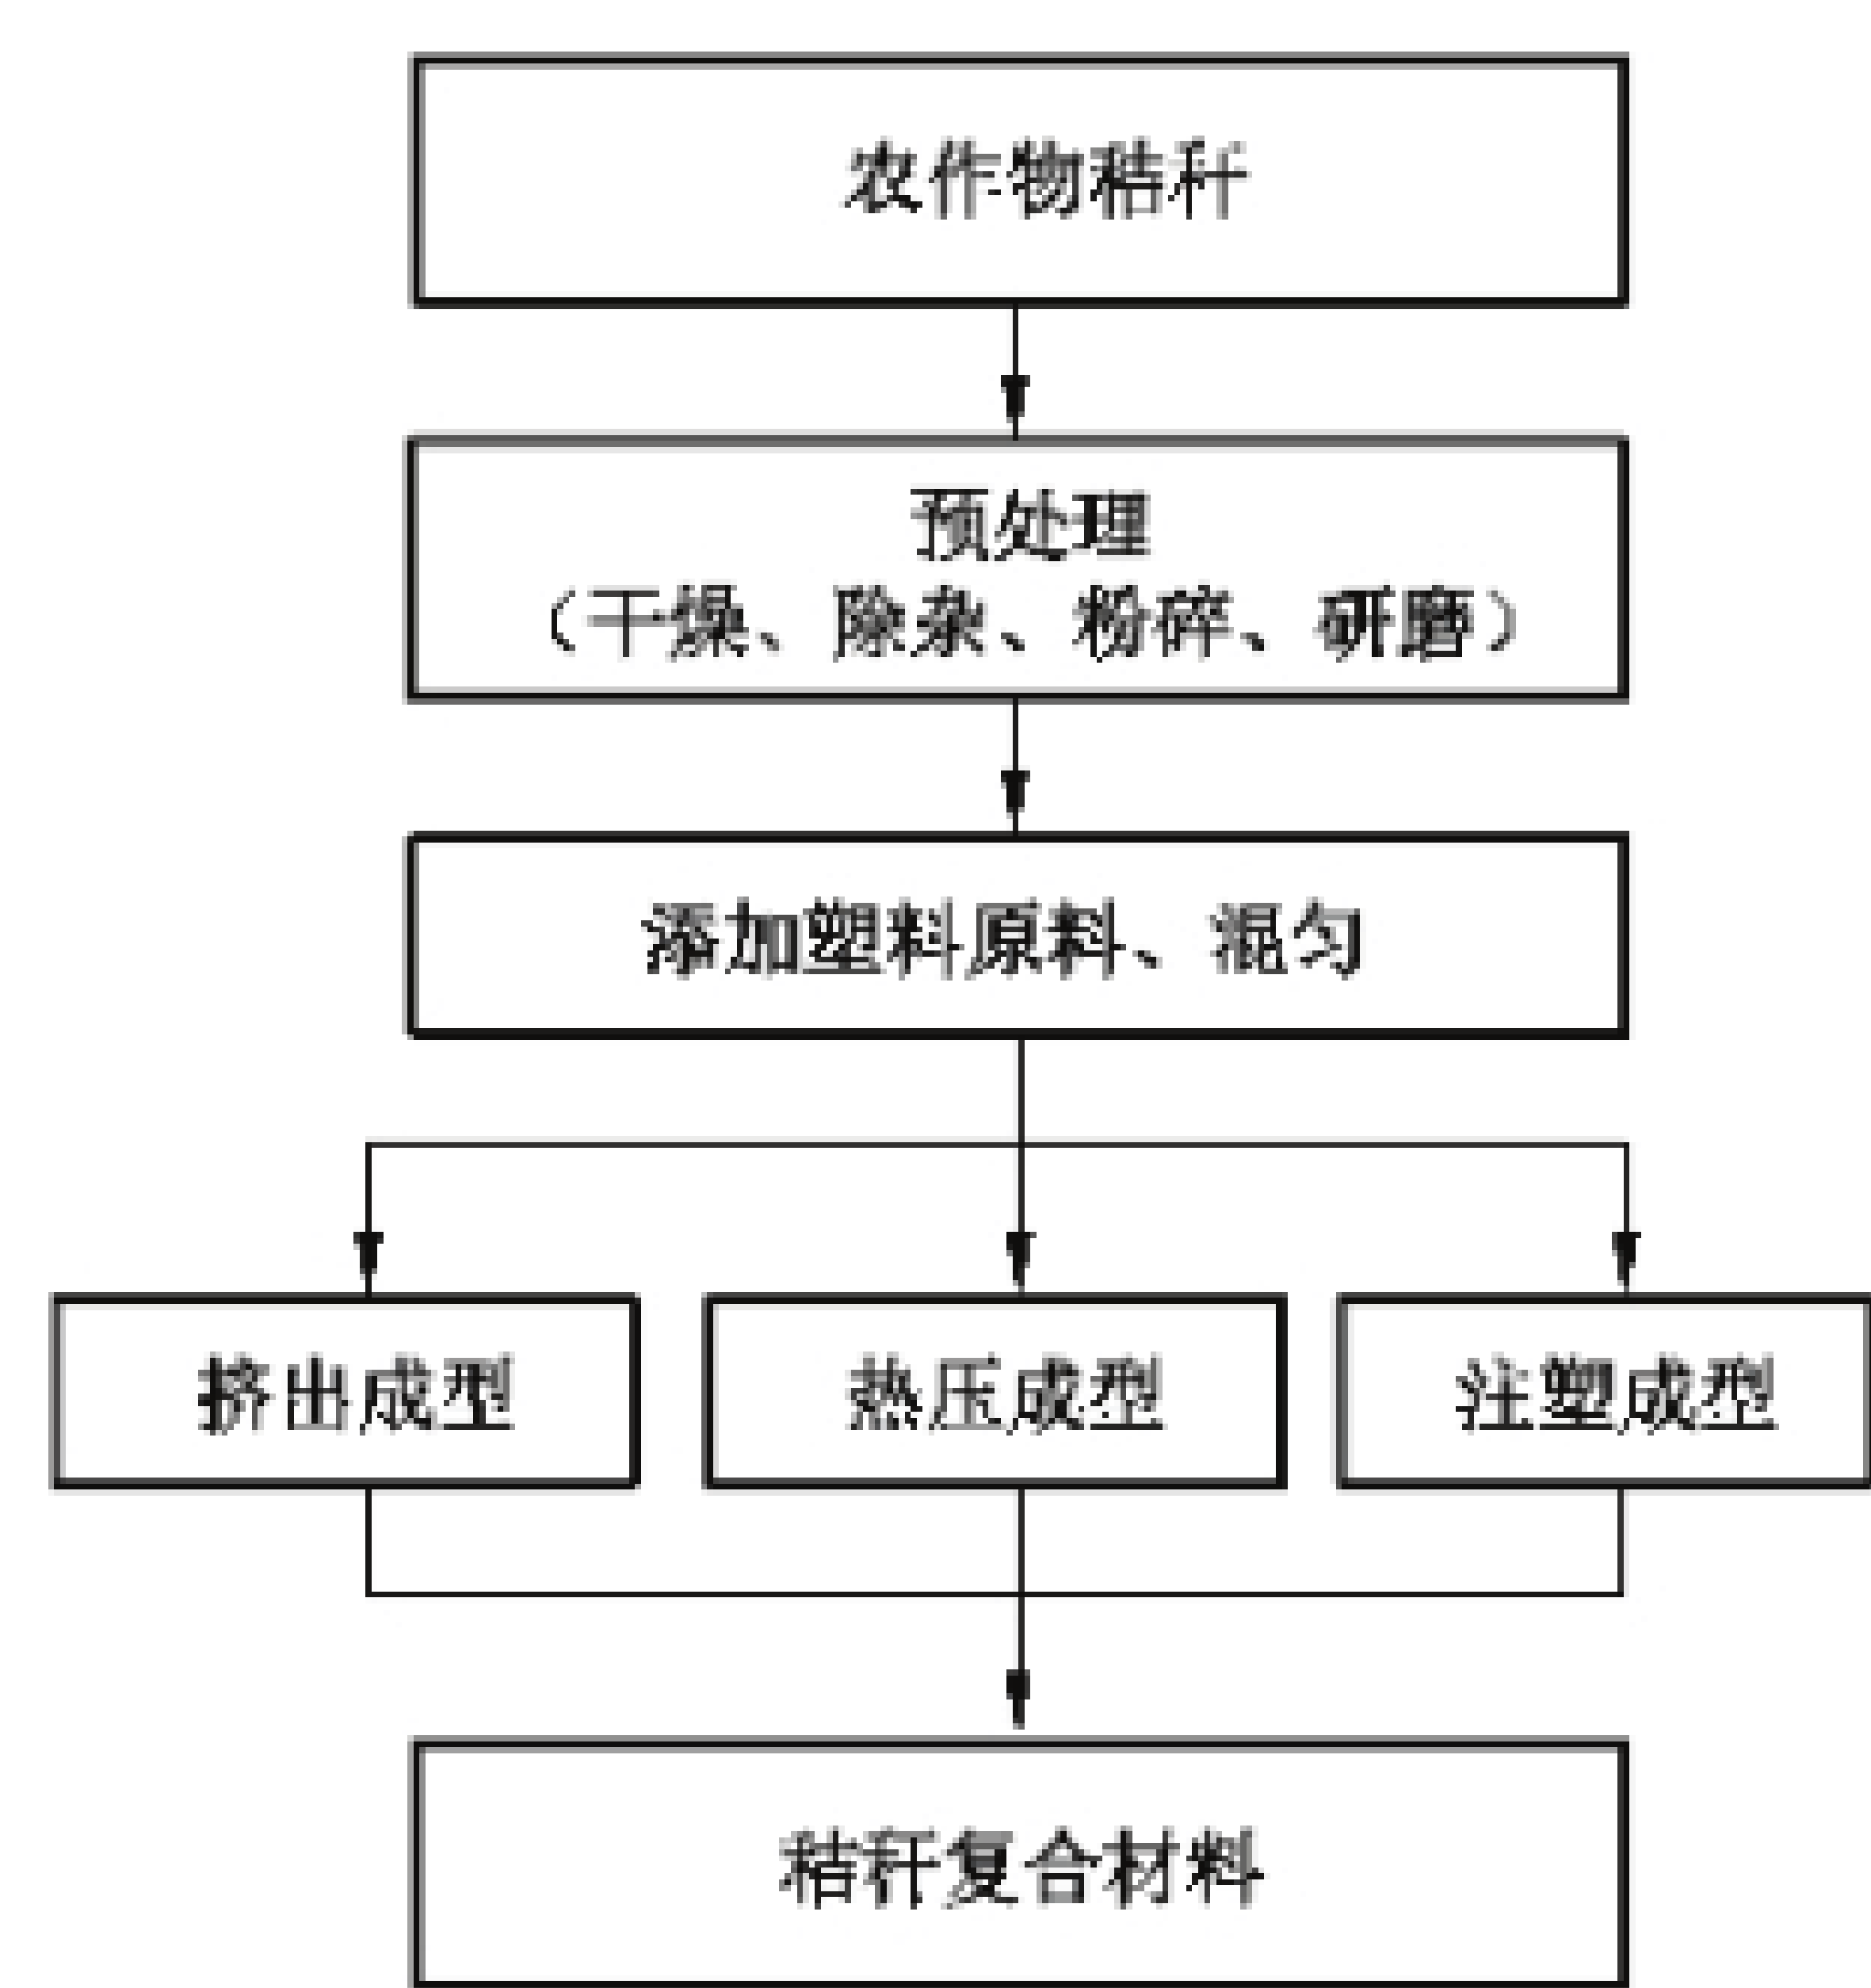 农作物秸秆
预处理
（干燥、除杂、粉碎、研磨）
添加塑料原料、混匀
挤出成型
热压成型
注塑成型
秸秆复合材料